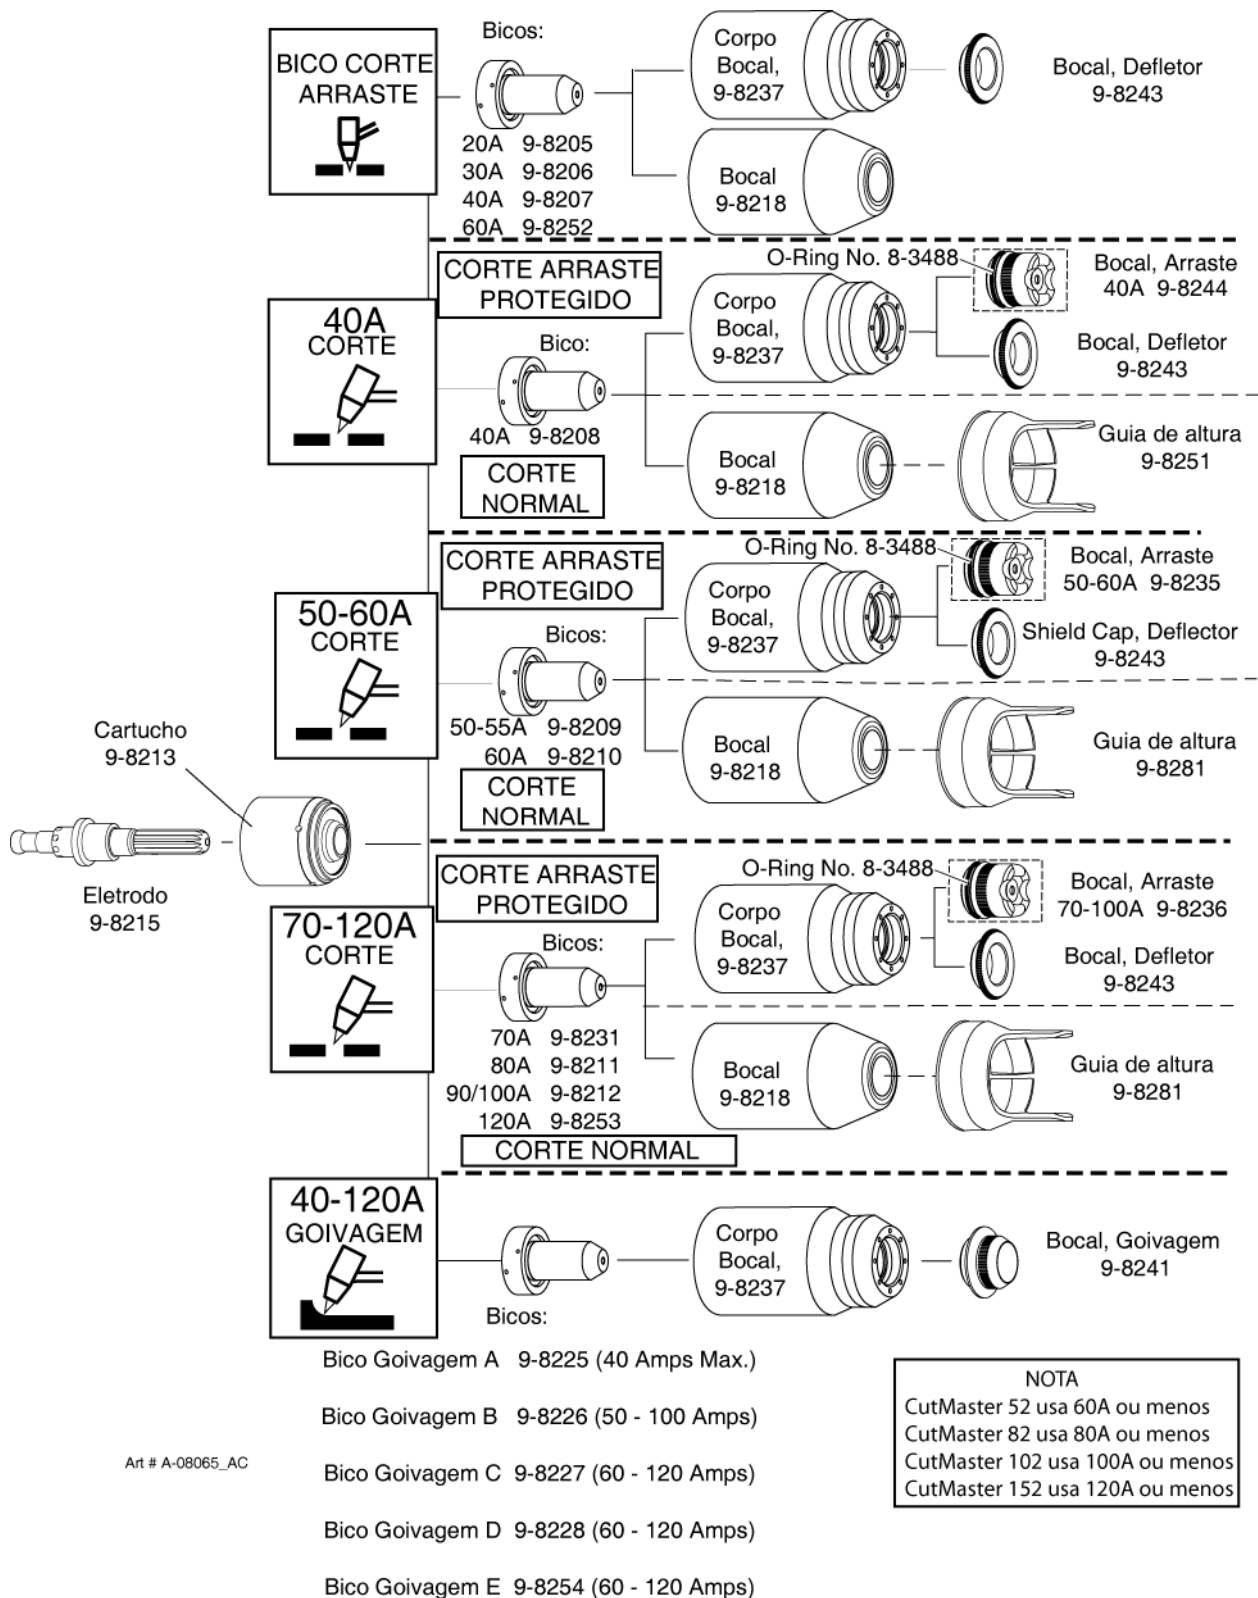 BICO CORTE
ARRASTE
Bicos:
20A 9-8205
30A 9-8206
40A 9-8207
60A 9-8252
Corpo
Bocal,
9-8237
Bocal, Defletor
9-8243
Bocal
9-8218
CORTE ARRASTE
PROTEGIDO
40A
CORTE
Bico:
40A 9-8208
CORTE
NORMAL
Corpo
Bocal,
9-8237
O-Ring No. 8-3488
Bocal, Arraste
40A 9-8244
Bocal, Defletor
9-8243
Bocal
9-8218
Guia de altura
9-8251
CORTE ARRASTE
PROTEGIDO
50-60A
CORTE
Bicos:
50-55A 9-8209
60A 9-8210
CORTE
NORMAL
O-Ring No. 8-3488
Corpo
Bocal,
9-8237
Bocal, Arraste
50-60A 9-8235
Shield Cap, Deflector
9-8243
Bocal
9-8218
Guia de altura
9-8281
Cartucho
9-8213
Eletrodo
9-8215
CORTE ARRASTE
PROTEGIDO
70-120A
CORTE
Bicos:
70A 9-8231
80A 9-8211
90/100A 9-8212
120A 9-8253
CORTE NORMAL
O-Ring No. 8-3488
Corpo
Bocal,
9-8237
Bocal, Arraste
70-100A 9-8236
Bocal, Defletor
9-8243
Bocal
9-8218
Guia de altura
9-8281
40-120A
GOIVAGEM
Bicos:
Corpo
Bocal,
9-8237
Bocal, Goivagem
9-8241
Bico Goivagem A 9-8225 (40 Amps Max.)
Bico Goivagem B 9-8226 (50 - 100 Amps)
Bico Goivagem C 9-8227 (60 - 120 Amps)
Bico Goivagem D 9-8228 (60 - 120 Amps)
Bico Goivagem E 9-8254 (60 - 120 Amps)
NOTA
CutMaster 52 usa 60A ou menos
CutMaster 82 usa 80A ou menos
CutMaster 102 usa 100A ou menos
CutMaster 152 usa 120A ou menos
Art # A-08065_AC